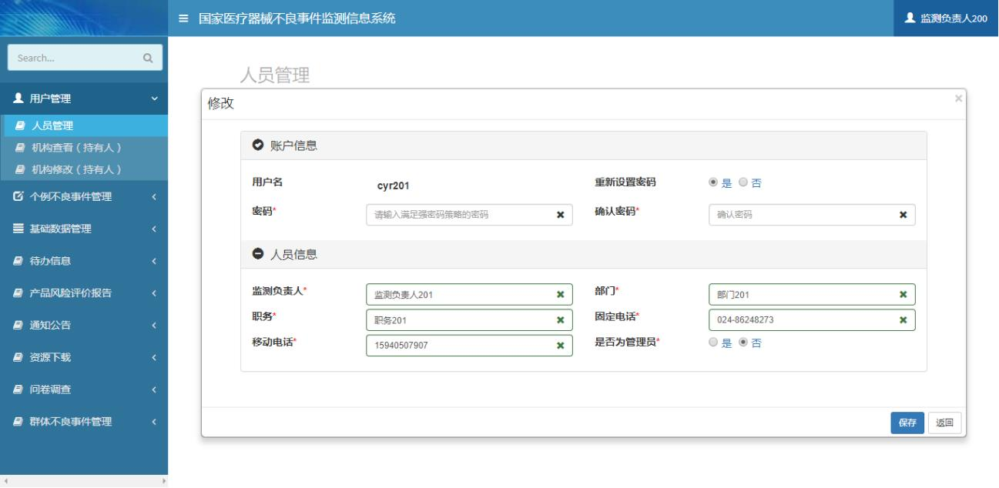 国家医疗器械不良事件监测信息系统
监测负责人200
Search...
用户管理
人员管理
机构查看（持有人）
机构修改（持有人）
个例不良事件管理
基础数据管理
待办信息
产品风险评价报告
通知公告
资源下载
问卷调查
群体不良事件管理
人员管理
修改
账户信息
用户名 cyr201 重新设置密码 是 否
密码* 请输入满足强密码策略的密码 确认密码* 确认密码
人员信息
监测负责人* 监测负责人201 部门* 部门201
职务* 职务201 固定电话* 024-86248273
移动电话* 15940507907 是否为管理员* 是 否
保存 返回